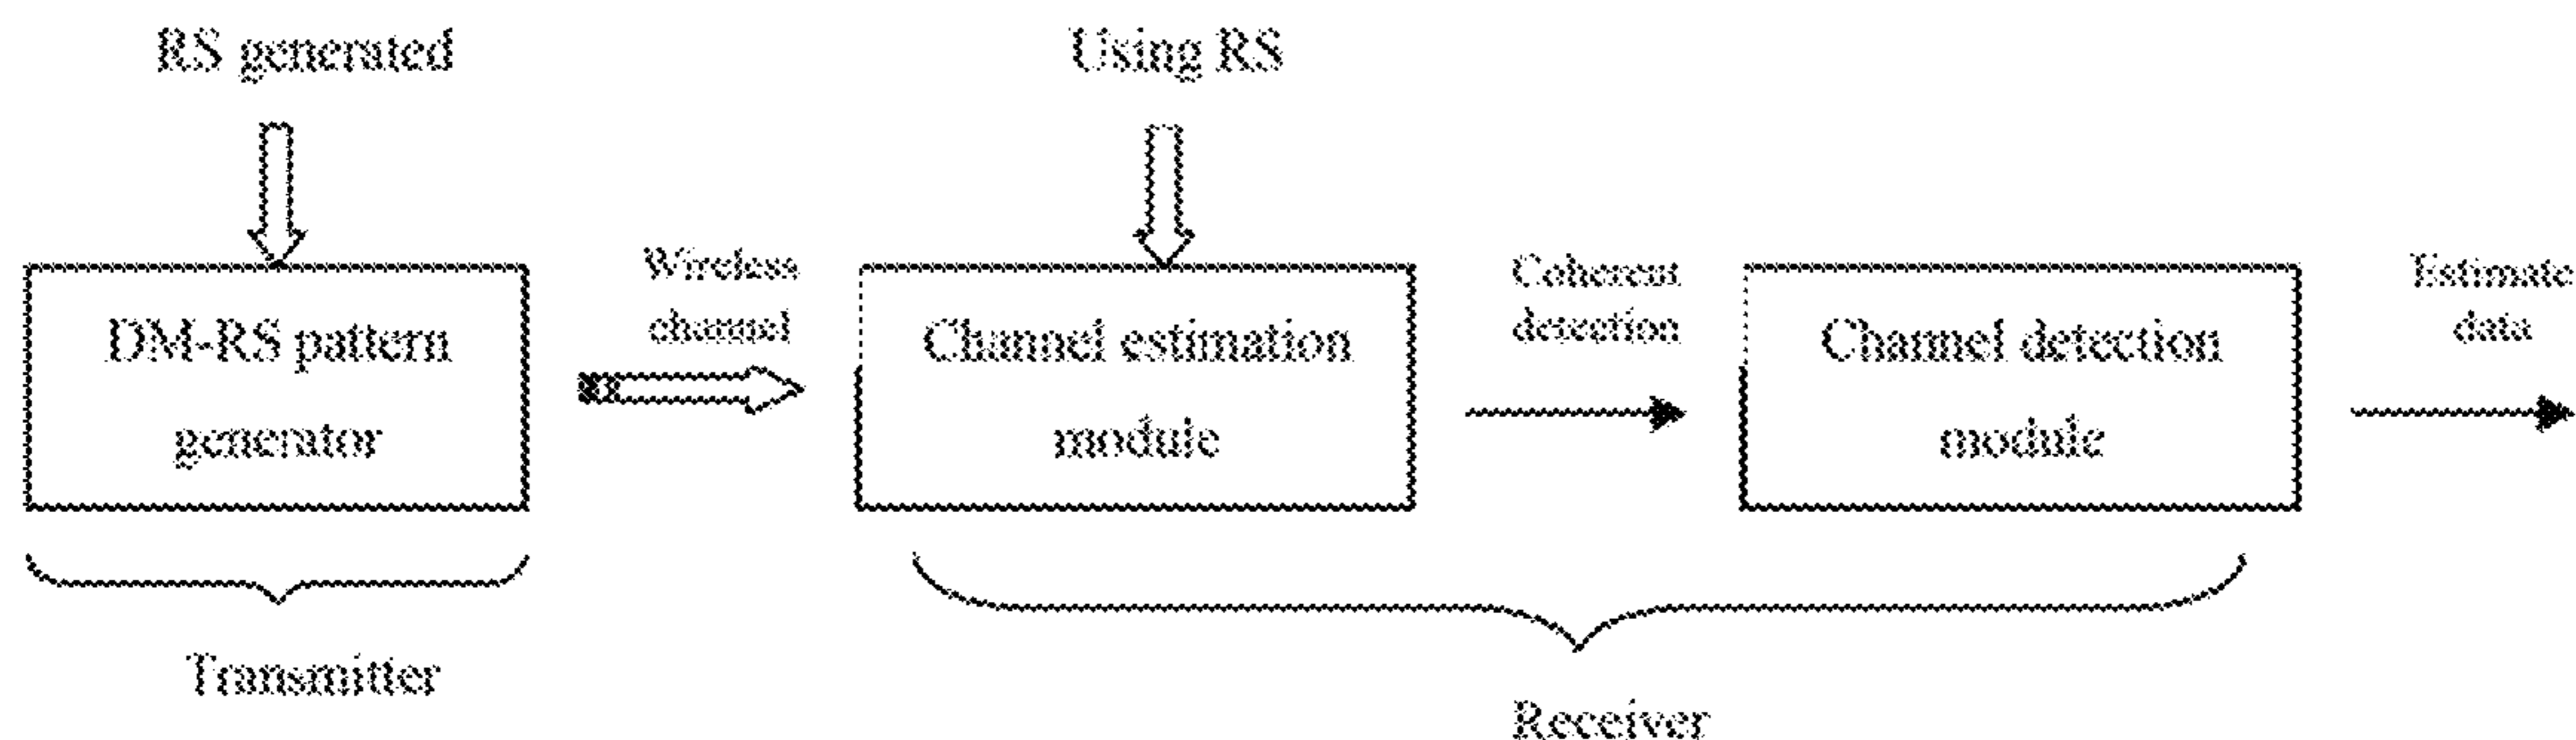 RS generated
Using RS
DM-RS pattern
generator
Wireless
channel
Channel estimation
module
Coherent
detection
Channel detection
module
Estimate
data
Transmitter
Receiver